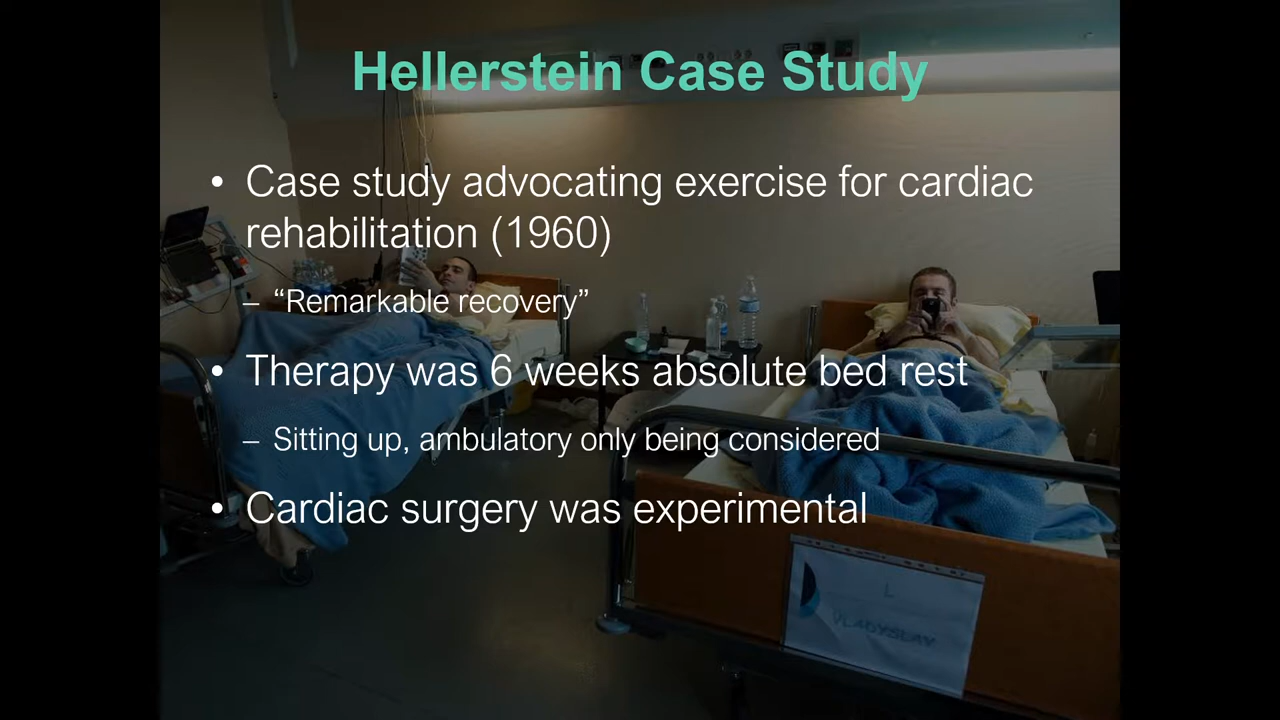 Hellerstein Case Study
• Case study advocating exercise for cardiac
rehabilitation (1960)
– “Remarkable recovery”
• Therapy was 6 weeks absolute bed rest
– Sitting up, ambulatory only being considered
• Cardiac surgery was experimental
L
VLADYSLAV